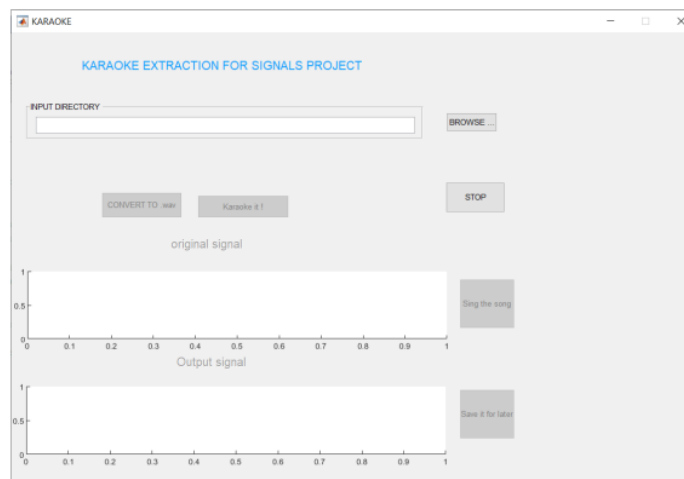 KARAOKE
KARAOKE EXTRACTION FOR SIGNALS PROJECT
INPUT DIRECTORY
BROWSE ...
CONVERT TO .wav
Karaoke it !
STOP
original signal
1
0.5
0
0 0.1 0.2 0.3 0.4 0.5 0.6 0.7 0.8 0.9 1
Sing the song
Output signal
1
0.5
0
0 0.1 0.2 0.3 0.4 0.5 0.6 0.7 0.8 0.9 1
Save it for later